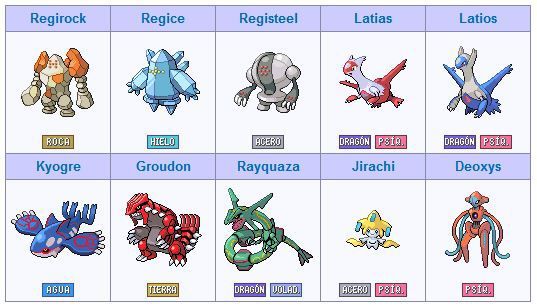 Regirock Regice Registeel Latias Latios
ROCA HIELO ACERO DRAGÓN PSÍQ. DRAGÓN PSÍQ.
Kyogre Groudon Rayquaza Jirachi Deoxys
AGUA TIERRA DRAGÓN VOLAD. ACERO PSÍQ. PSÍQ.